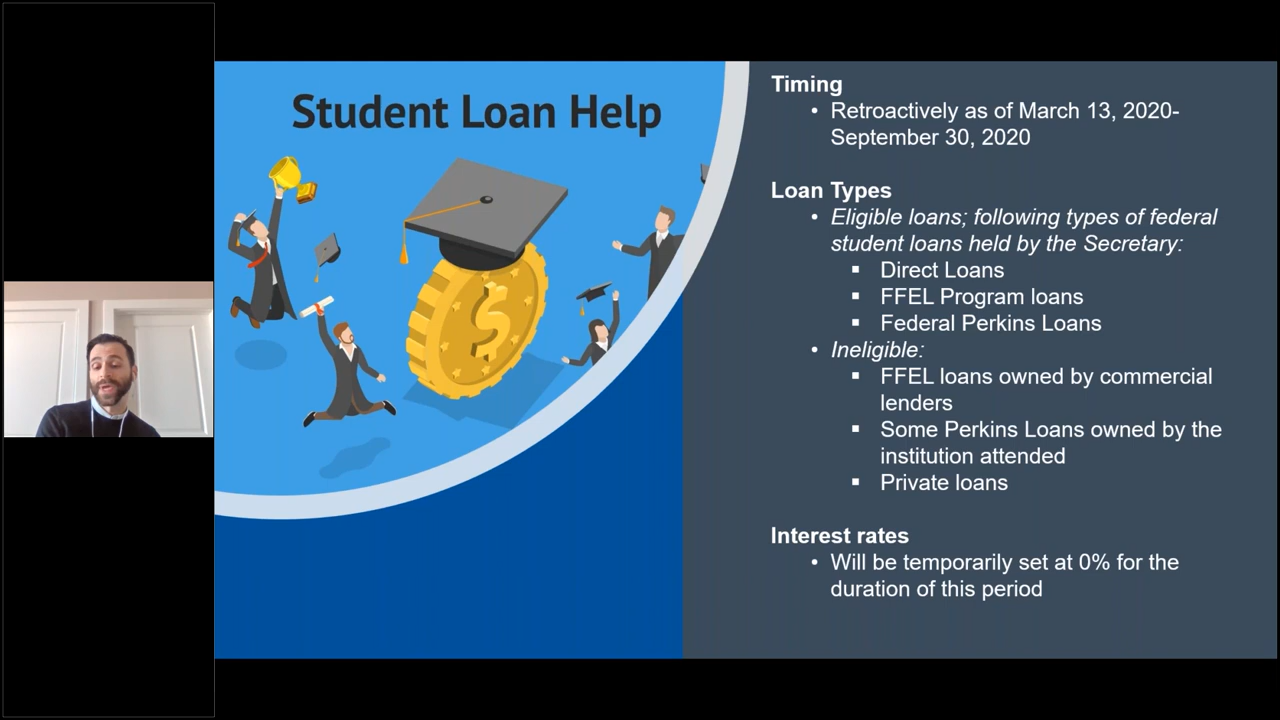 Student Loan Help
Timing
• Retroactively as of March 13, 2020-
September 30, 2020
Loan Types
• Eligible loans; following types of federal
student loans held by the Secretary:
▪ Direct Loans
▪ FFEL Program loans
▪ Federal Perkins Loans
• Ineligible:
▪ FFEL loans owned by commercial
lenders
▪ Some Perkins Loans owned by the
institution attended
▪ Private loans
Interest rates
• Will be temporarily set at 0% for the
duration of this period